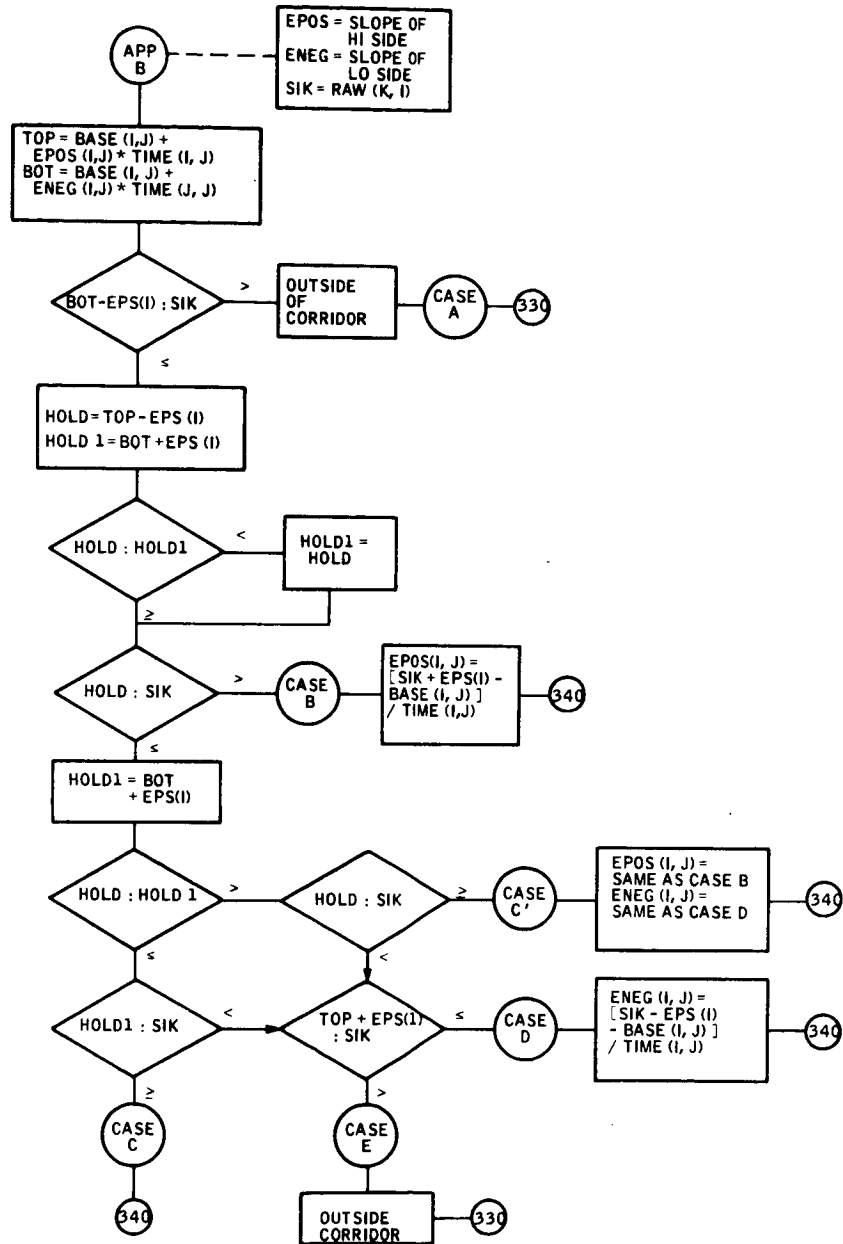 APP
B
EPOS = SLOPE OF
HI SIDE
ENEG = SLOPE OF
LO SIDE
SIK = RAW (K, I)
TOP = BASE (I,J) +
EPOS (I,J) * TIME (I, J)
BOT = BASE (I, J) +
ENEG (I,J) * TIME (J, J)
BOT-EPS(I) : SIK
>
OUTSIDE
OF
CORRIDOR
CASE
A
330
≤
HOLD = TOP - EPS (I)
HOLD 1 = BOT + EPS (I)
HOLD : HOLD1
<
HOLD1 =
HOLD
≥
HOLD : SIK
>
CASE
B
EPOS(I, J) =
[SIK + EPS(I) -
BASE (I, J) ]
/ TIME (I,J)
340
≤
HOLD1 = BOT
+ EPS(I)
HOLD : HOLD 1
>
HOLD : SIK
≥
CASE
C'
EPOS (I, J) =
SAME AS CASE B
ENEG (I, J) =
SAME AS CASE D
340
≤
<
HOLD1 : SIK
<
TOP + EPS(I)
: SIK
≤
CASE
D
ENEG (I, J) =
[SIK - EPS (I)
- BASE (I, J) ]
/ TIME (I, J)
340
≥
>
CASE
C
CASE
E
340
OUTSIDE
CORRIDOR
330